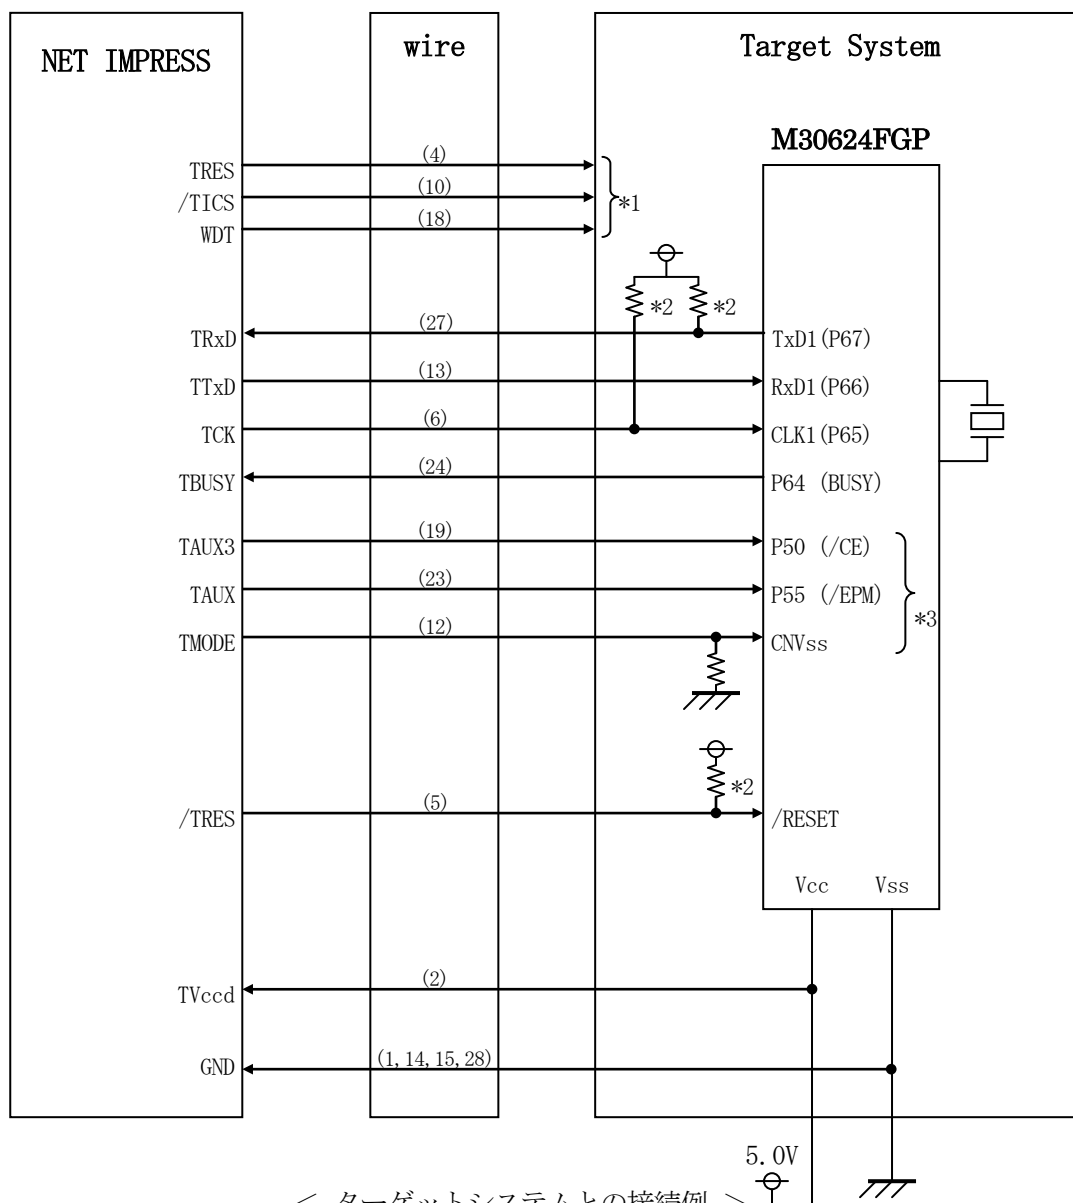 NET IMPRESS
wire
Target System
M30624FGP
TRES
(4)
/TICS
(10)
*1
WDT
(18)
*2
*2
TRxD
(27)
TxD1(P67)
TTxD
(13)
RxD1(P66)
TCK
(6)
CLK1(P65)
TBUSY
(24)
P64 (BUSY)
TAUX3
(19)
P50 (/CE)
TAUX
(23)
P55 (/EPM)
*3
TMODE
(12)
CNVss
*2
/TRES
(5)
/RESET
Vcc
Vss
TVccd
(2)
GND
(1,14,15,28)
5.0V
< ターゲットシステムとの接続例 >